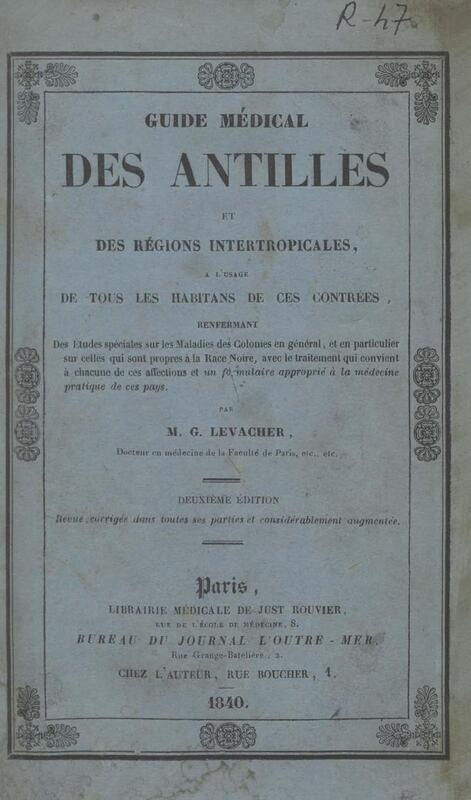 R-47
GUIDE MÉDICAL
DES ANTILLES
ET
DES RÉGIONS INTERTROPICALES,
A L'USAGE
DE TOUS LES HABITANS DE CES CONTRÉES,
RENFERMANT
Des Études spéciales sur les Maladies des Colonies en général, et en particulier
sur celles qui sont propres à la Race Noire, avec le traitement qui convient
à chacune de ces affections et un formulaire approprié à la médecine
pratique de ces pays.
PAR
M. G. LEVACHER,
Docteur en médecine de la Faculté de Paris, etc., etc.
DEUXIÈME ÉDITION
Revue, corrigée dans toutes ses parties et considérablement augmentée.
Paris,
LIBRAIRIE MÉDICALE DE JUST ROUVIER,
RUE DE L'ÉCOLE DE MÉDECINE, 8.
BUREAU DU JOURNAL L'OUTRE-MER.
Rue Grange-Batelière, 2.
CHEZ L'AUTEUR, RUE BOUCHER, 1.
1840.